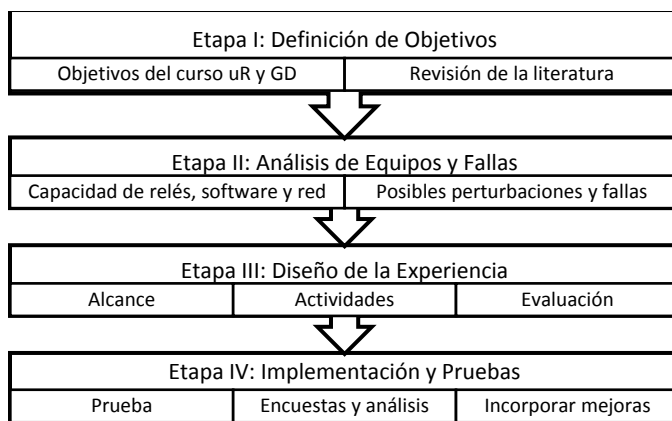 Etapa I: Definición de Objetivos
Objetivos del curso uR y GD
Revisión de la literatura
Etapa II: Análisis de Equipos y Fallas
Capacidad de relés, software y red
Posibles perturbaciones y fallas
Etapa III: Diseño de la Experiencia
Alcance
Actividades
Evaluación
Etapa IV: Implementación y Pruebas
Prueba
Encuestas y análisis
Incorporar mejoras